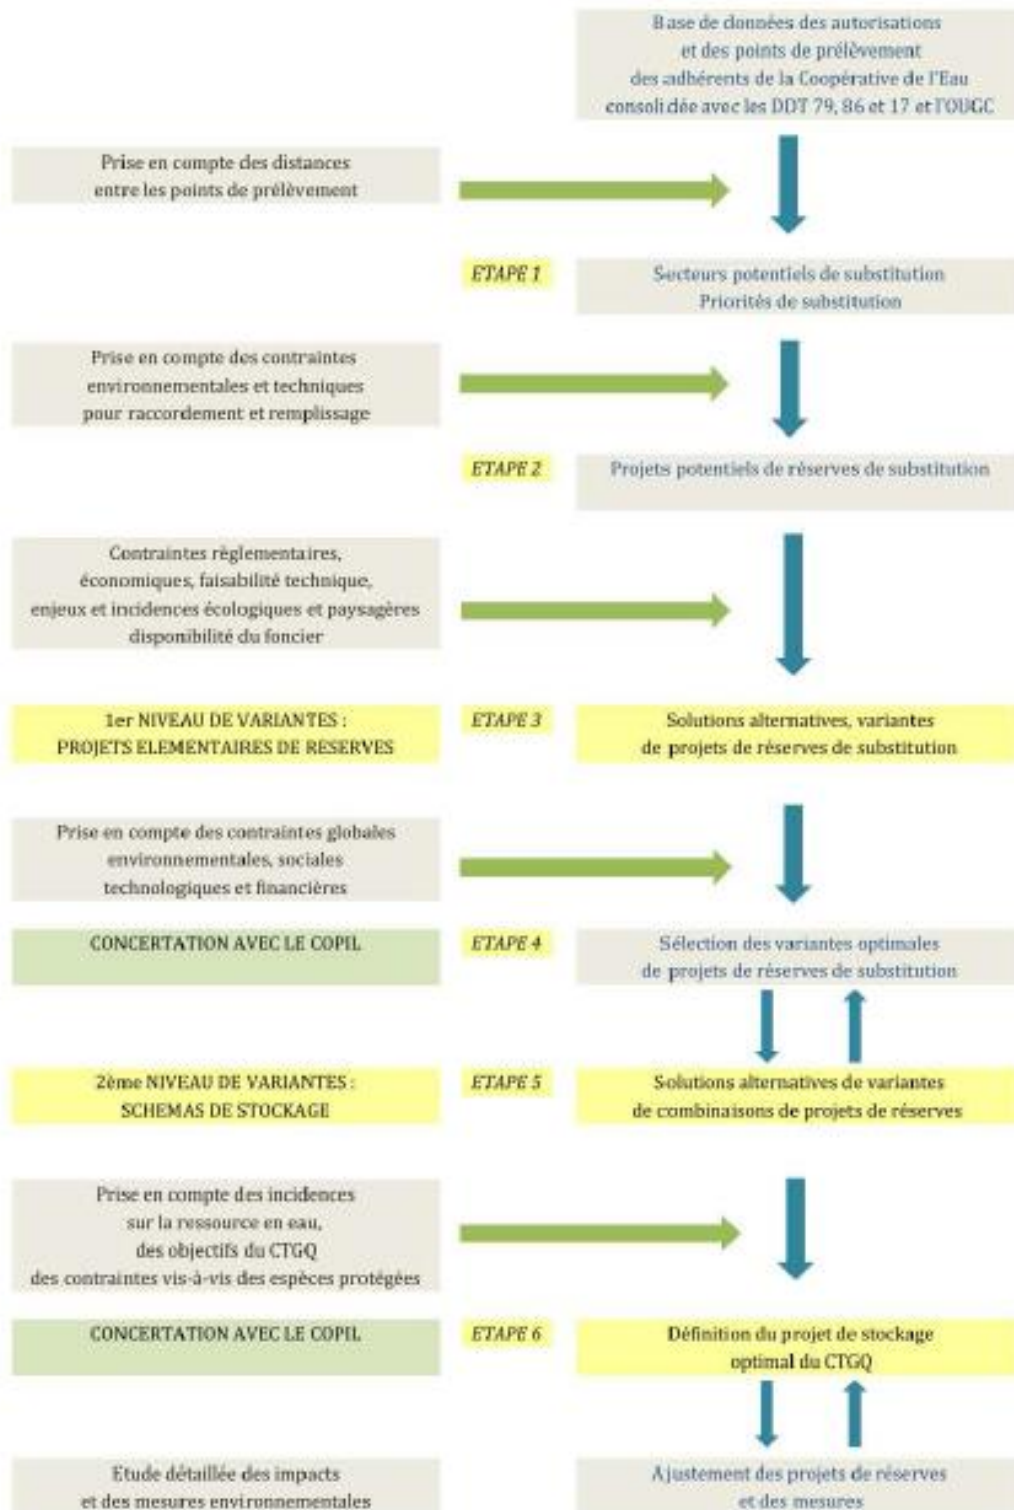 Base de données des autorisations
et des points de prélèvement
des adhérents de la Coopérative de l'Eau
consolidée avec les DDT 79, 86 et 17 et l'OUGC
Prise en compte des distances
entre les points de prélèvement
ETAPE 1
Secteurs potentiels de substitution
Priorités de substitution
Prise en compte des contraintes
environnementales et techniques
pour raccordement et remplissage
ETAPE 2
Projets potentiels de réserves de substitution
Contraintes règlementaires,
économiques, faisabilité technique,
enjeux et incidences écologiques et paysagères
disponibilité du foncier
1er NIVEAU DE VARIANTES :
PROJETS ELEMENTAIRES DE RESERVES
ETAPE 3
Solutions alternatives, variantes
de projets de réserves de substitution
Prise en compte des contraintes globales
environnementales, sociales
technologiques et financières
CONCERTATION AVEC LE COPIL
ETAPE 4
Sélection des variantes optimales
de projets de réserves de substitution
2ème NIVEAU DE VARIANTES :
SCHEMAS DE STOCKAGE
ETAPE 5
Solutions alternatives de variantes
de combinaisons de projets de réserves
Prise en compte des incidences
sur la ressource en eau,
des objectifs du CTGQ
des contraintes vis-à-vis des espèces protégées
CONCERTATION AVEC LE COPIL
ETAPE 6
Définition du projet de stockage
optimal du CTGQ
Etude détaillée des impacts
et des mesures environnementales
Ajustement des projets de réserves
et des mesures